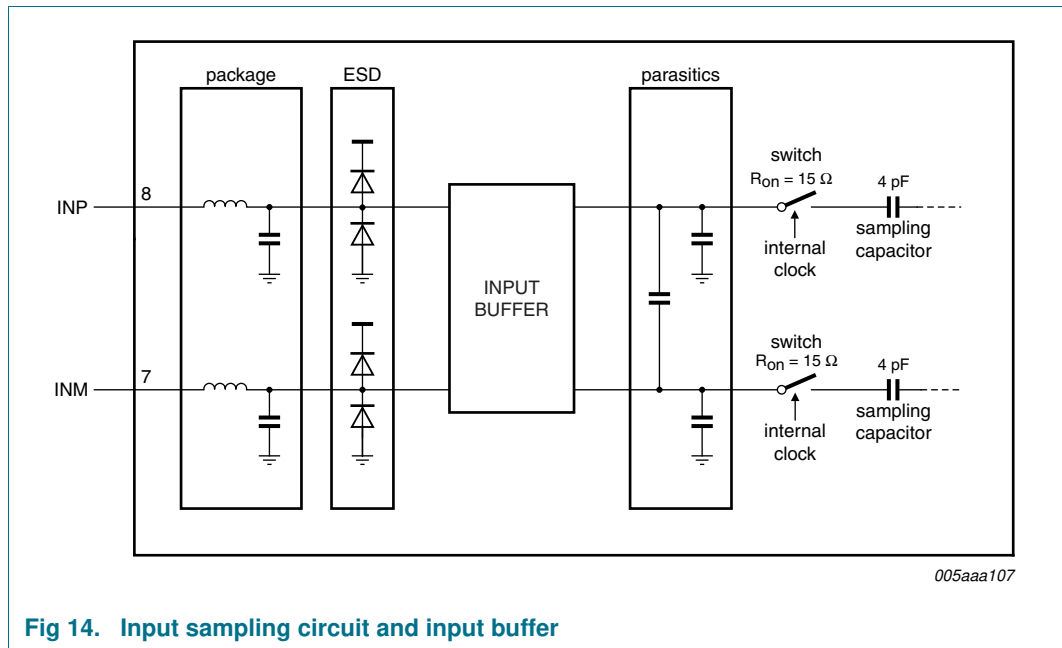 package
ESD
parasitics
switch
Ron = 15 Ω
4 pF
8
INP
internal
clock
sampling
capacitor
INPUT
BUFFER
switch
Ron = 15 Ω
4 pF
7
INM
internal
clock
sampling
capacitor
005aaa107
Fig 14. Input sampling circuit and input buffer